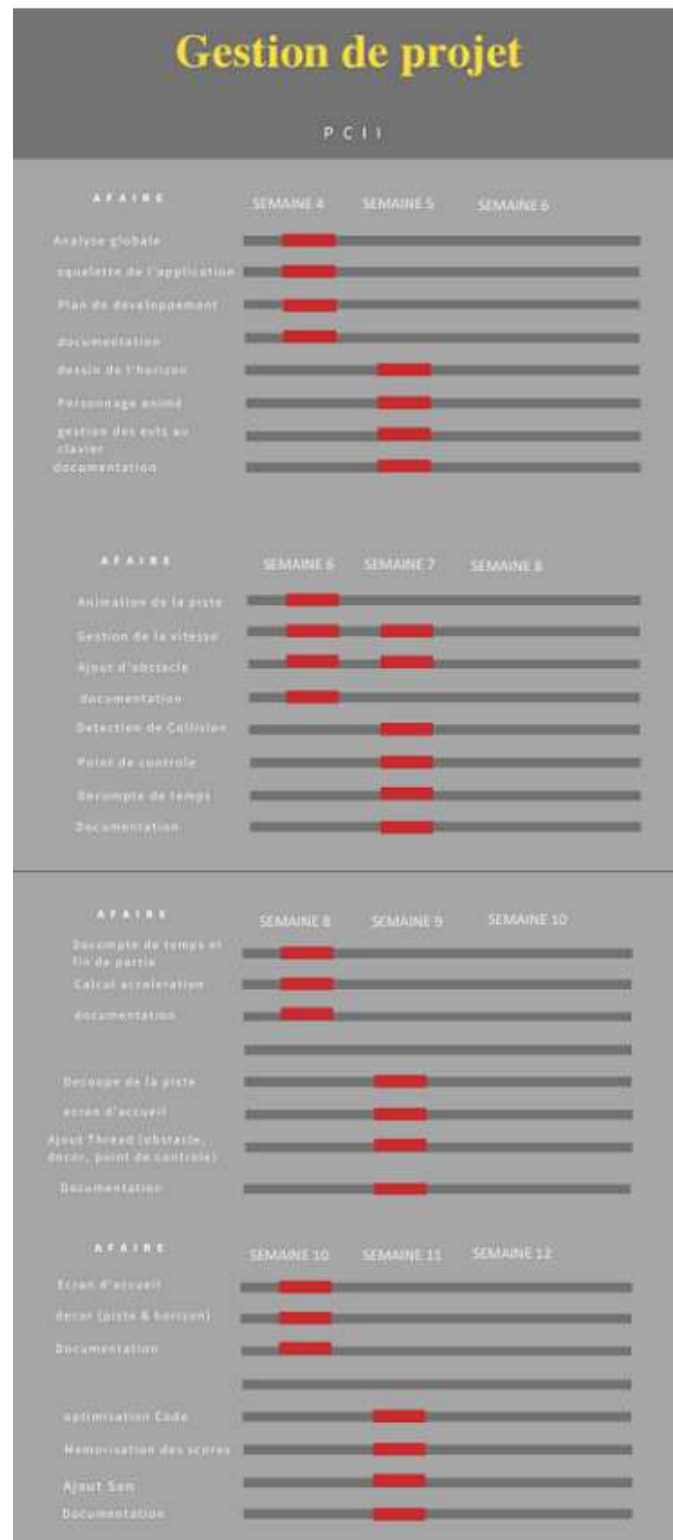 Gestion de projet
PCII
AFAIRE SEMAINE 4 SEMAINE 5 SEMAINE 6
Analyse globale
squelette de l'application
Plan de developpement
documentation
dessin de l'horizon
Personnage animé
gestion des evts au
clavier
documentation
AFAIRE SEMAINE 6 SEMAINE 7 SEMAINE 8
Animation de la piste
Gestion de la vitesse
Ajout d'obstacle
documentation
Detection de Collision
Point de controle
Decompte de temps
Documentation
AFAIRE SEMAINE 8 SEMAINE 9 SEMAINE 10
Decompte de temps et
fin de partie
Calcul acceleration
documentation
Decoupe de la piste
ecran d'accueil
Ajout Thread (obstacle,
decor, point de controle)
Documentation
AFAIRE SEMAINE 10 SEMAINE 11 SEMAINE 12
Ecran d'accueil
decor (piste & horizon)
Documentation
optimisation Code
Memorisation des scores
Ajout Son
Documentation